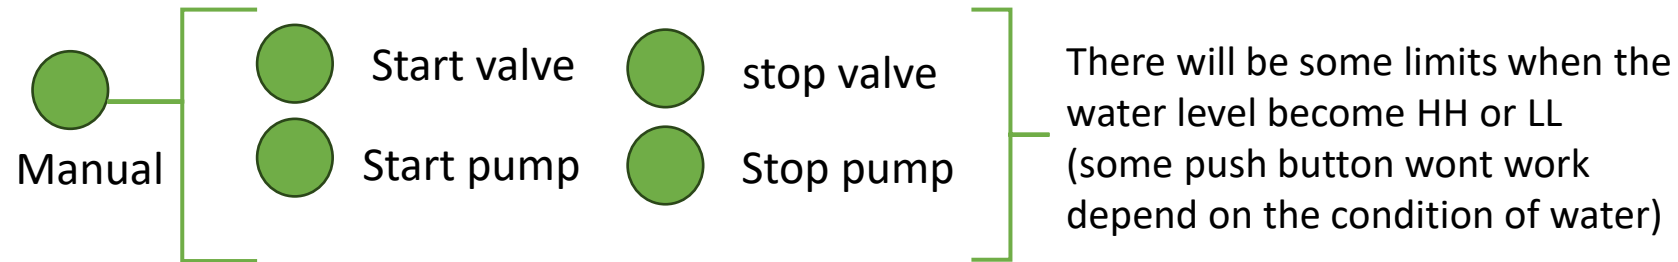 Manual
Start valve
stop valve
Start pump
Stop pump
There will be some limits when the
water level become HH or LL
(some push button wont work
depend on the condition of water)